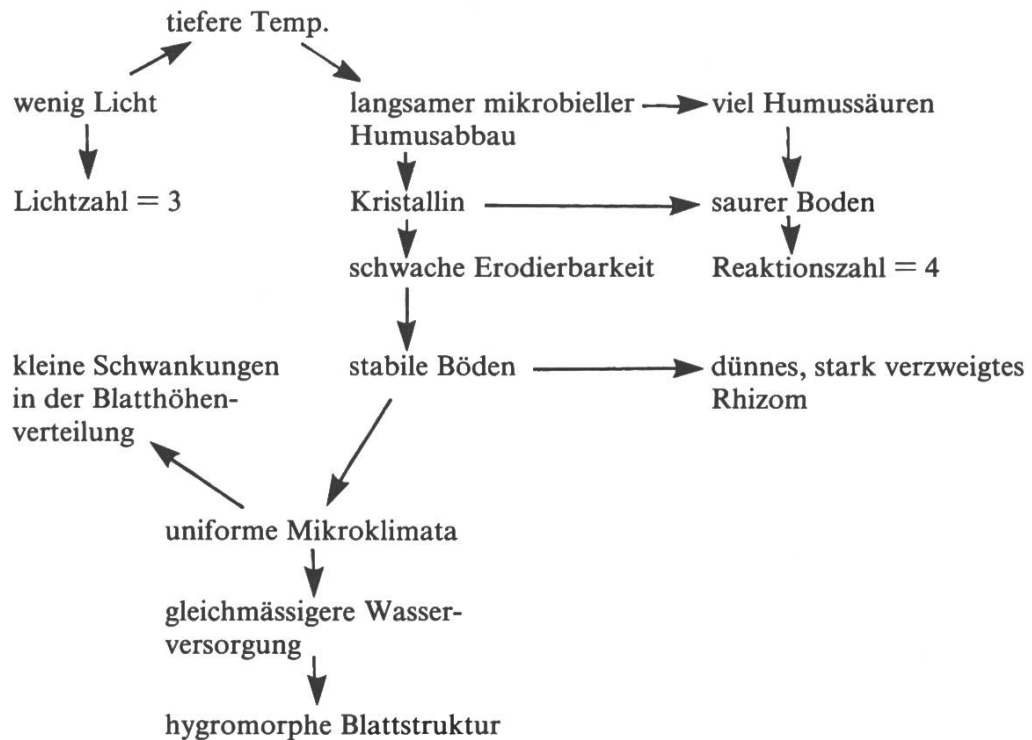 tiefere Temp.
wenig Licht
langsamer mikrobieller
Humusabbau
viel Humussäuren
Lichtzahl = 3
Kristallin
saurer Boden
schwache Erodierbarkeit
Reaktionszahl = 4
kleine Schwankungen
in der Blatthöhen-
verteilung
stabile Böden
dünnes, stark verzweigtes
Rhizom
uniforme Mikroklimata
gleichmässigere Wasser-
versorgung
hygromorphe Blattstruktur